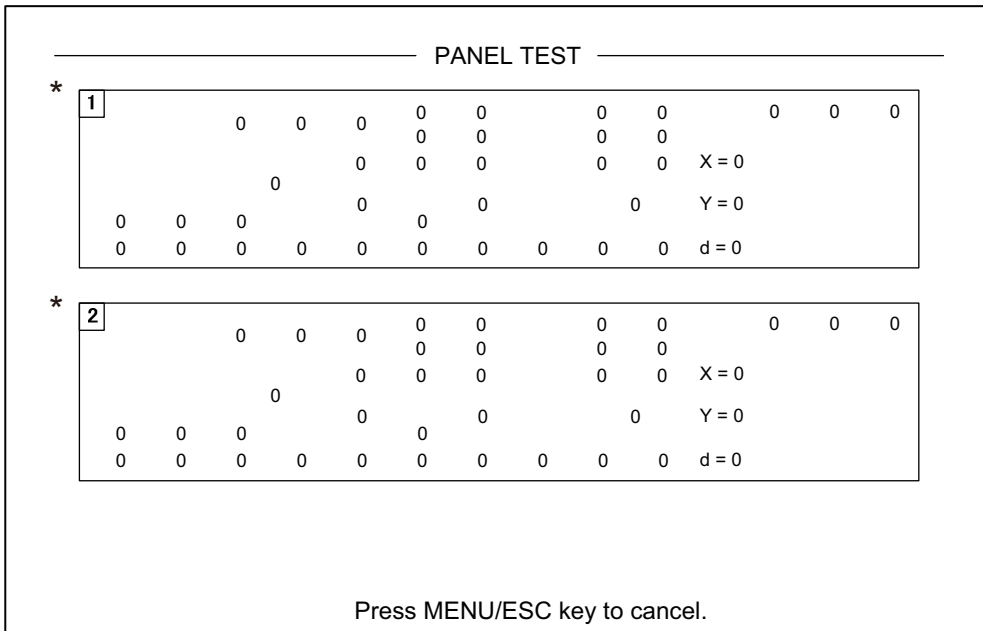 PANEL TEST
*
1
0 0 0 0 0 0 0
0 0 0
0 0 0 0
0 0 0 0 0 X = 0
0
0 0 0 Y = 0
0 0 0 0
0 0 0 0 0 0 0 0 0 0 d = 0
*
2
0 0 0 0 0 0 0
0 0 0
0 0 0 0
0 0 0 0 0 X = 0
0
0 0 0 Y = 0
0 0 0 0
0 0 0 0 0 0 0 0 0 0 d = 0
Press MENU/ESC key to cancel.